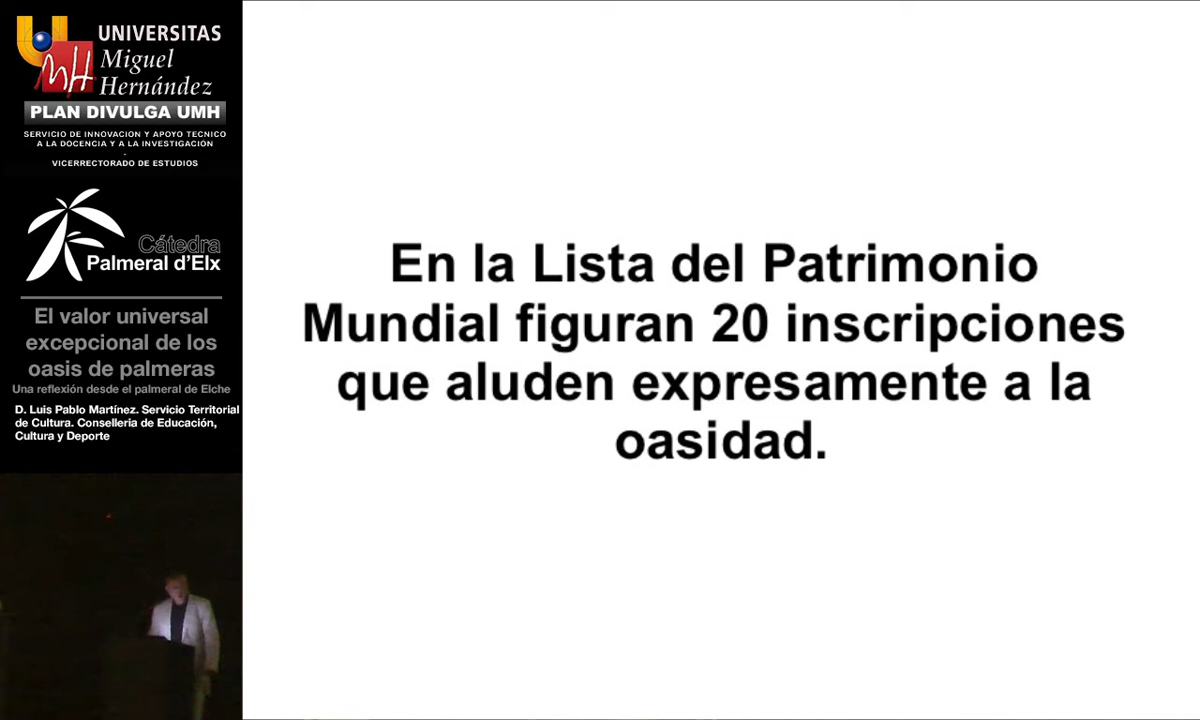 UNIVERSITAS
Miguel
Hernández
PLAN DIVULGA UMH
SERVICIO DE INNOVACION Y APOYO TECNICO
A LA DOCENCIA Y A LA INVESTIGACIÓN
VICERRECTORADO DE ESTUDIOS
Cátedra
Palmeral d'Elx
El valor universal
excepcional de los
oasis de palmeras
Una reflexión desde el palmeral de Elche
D. Luis Pablo Martínez. Servicio Territorial
de Cultura. Conselleria de Educación,
Cultura y Deporte
En la Lista del Patrimonio
Mundial figuran 20 inscripciones
que aluden expresamente a la
oasidad.